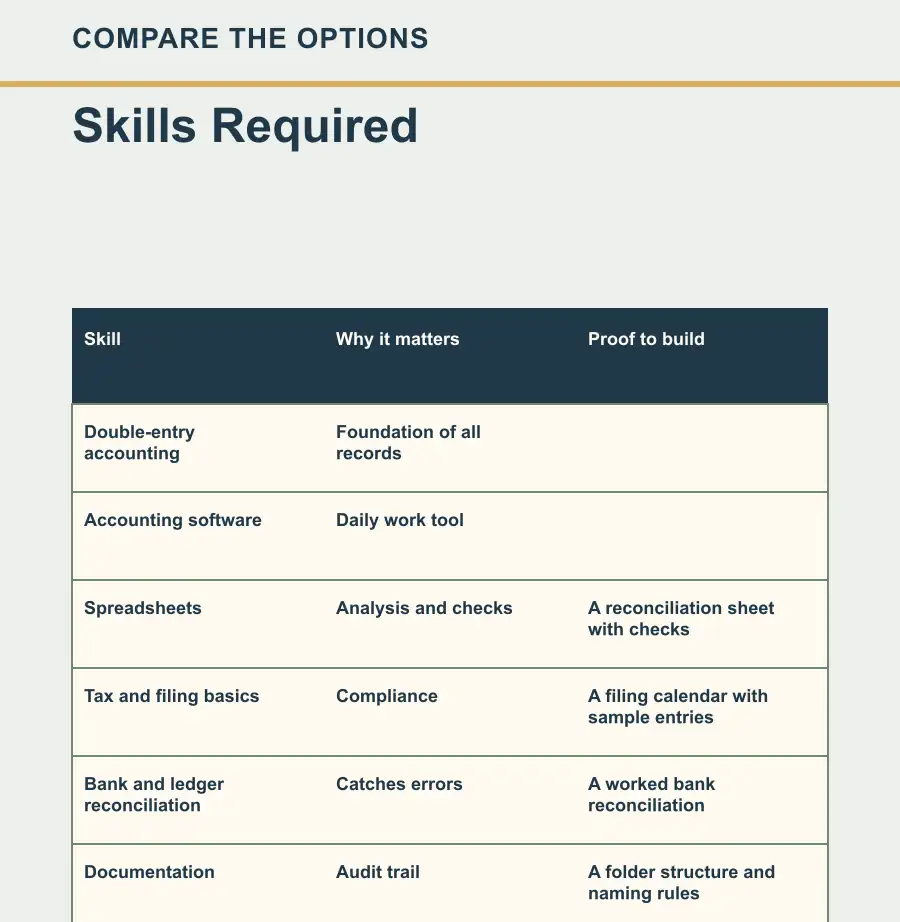 COMPARE THE OPTIONS
Skills Required
Skill Why it matters Proof to build
Double-entry Foundation of all
accounting records
Accounting software Daily work tool
Spreadsheets Analysis and checks A reconciliation sheet
with checks
Tax and filing basics Compliance A filing calendar with
sample entries
Bank and ledger Catches errors A worked bank
reconciliation reconciliation
Documentation Audit trail A folder structure and
naming rules